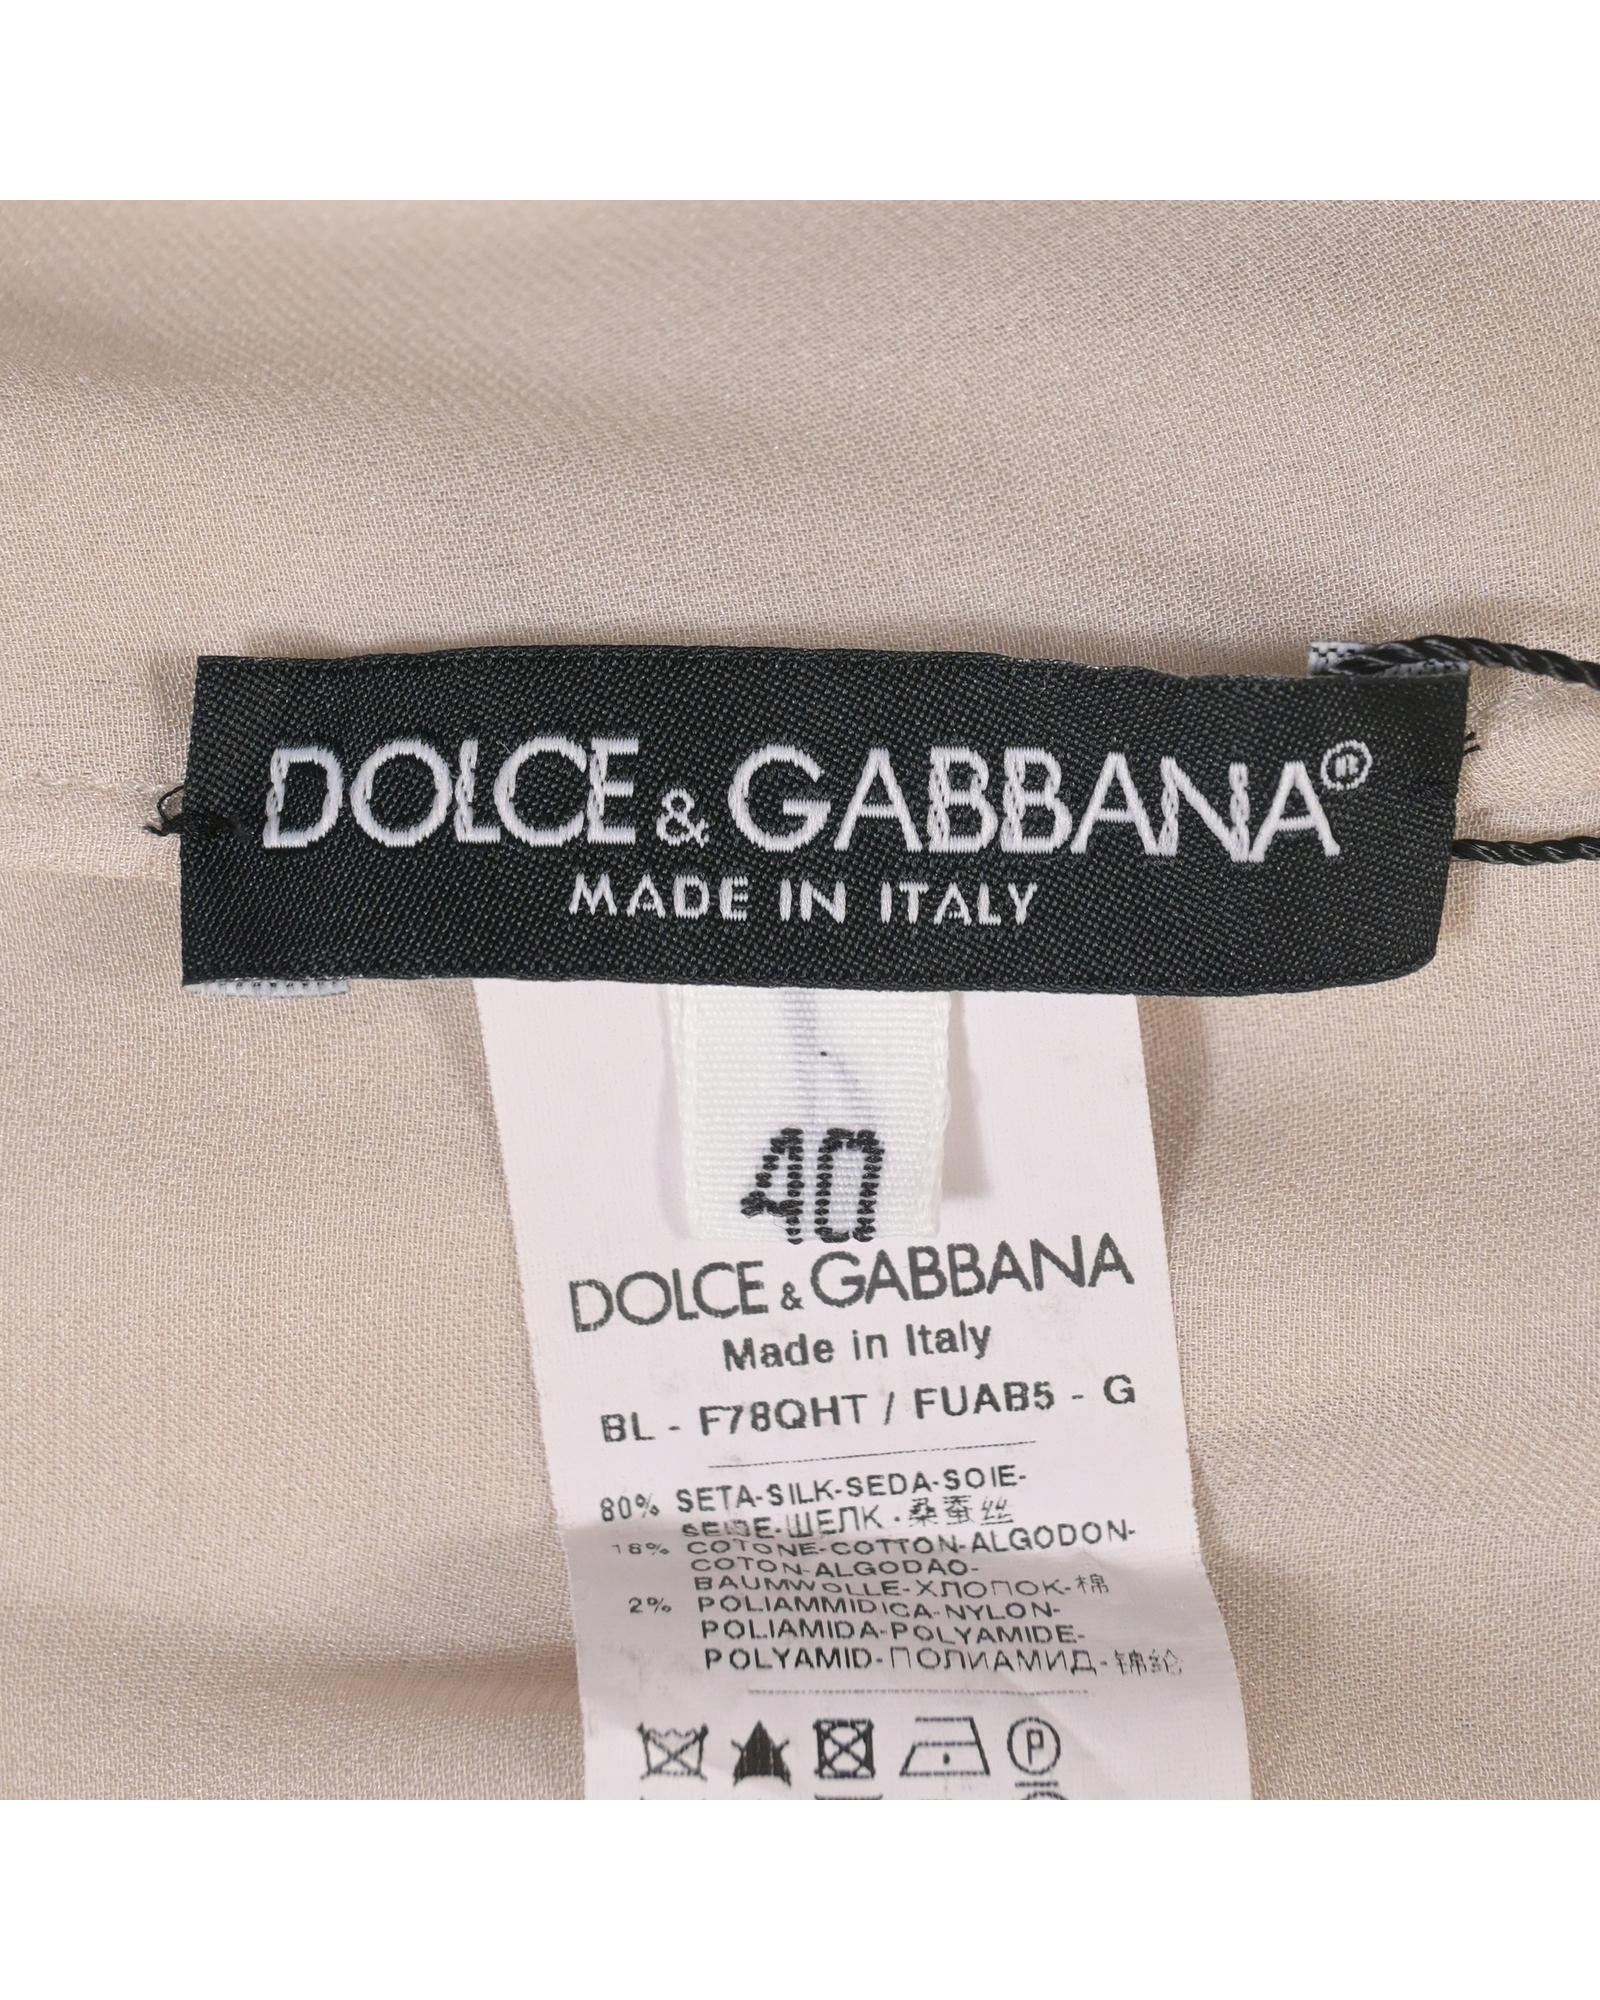 DOLCE & GABBANA®
MADE IN ITALY
40
DOLCE & GABBANA
Made in Italy
BL - F78QHT / FUAB5 - G
80% SETA-SILK-SEDA-SOIE-
SEIDE-ШЕЛК·桑蚕丝
18% COTONE-COTTON-ALGODON-
COTON-ALGODAO-
BAUMWOLLE-ХЛОПОК-棉
2% POLIAMMIDICA-NYLON-
POLIAMIDA-POLYAMIDE-
POLYAMID-ПОЛИАМИД-锦纶
P